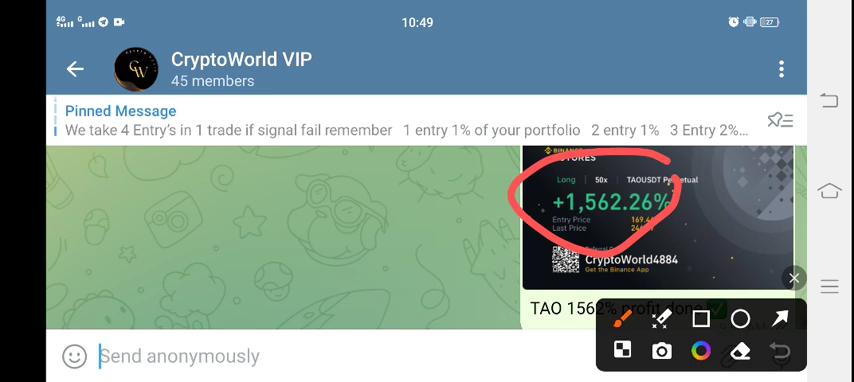 4G G 10:49 27
CryptoWorld VIP
45 members
Pinned Message
We take 4 Entry's in 1 trade if signal fail remember 1 entry 1% of your portfolio 2 entry 1% 3 Entry 2%...
BINANCE
FUTURES
Long 50x TAOUSDT Perpetual
+1,562.26%
Entry Price 169.4
Last Price
CryptoWorld4884
Get the Binance App
TAO 1562% profit done
Send anonymously